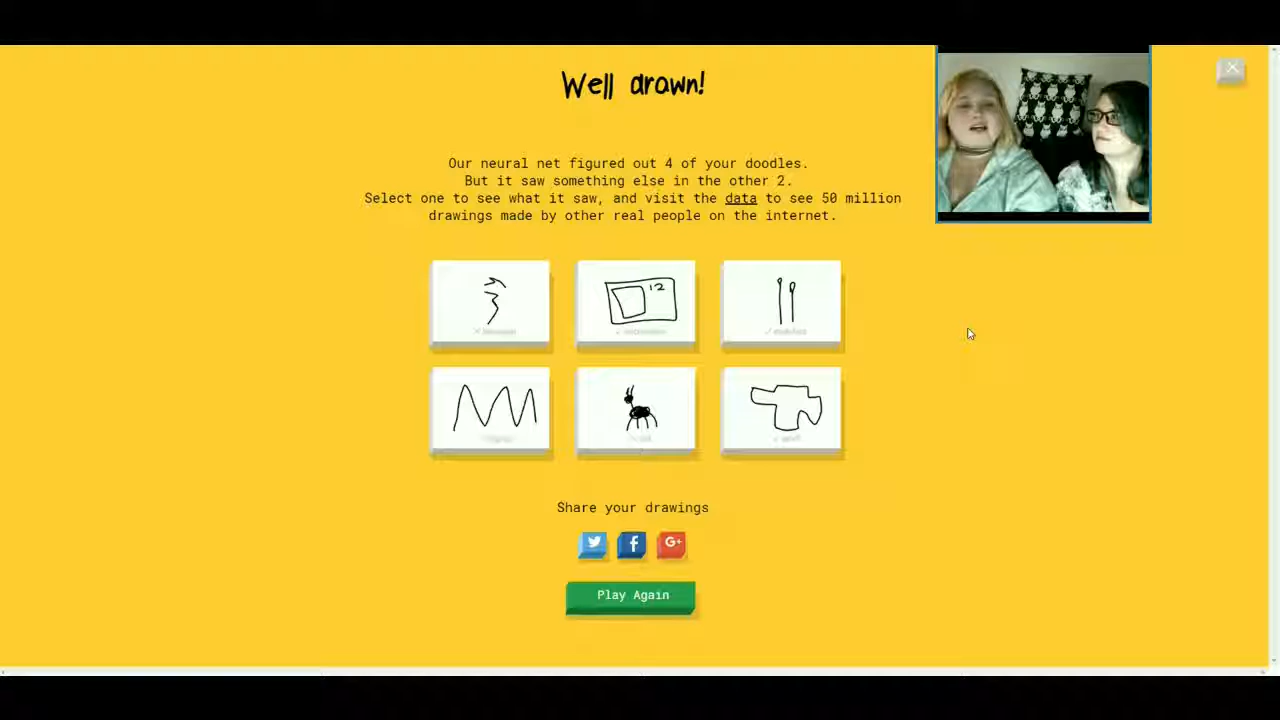 Well drawn!
Our neural net figured out 4 of your doodles.
But it saw something else in the other 2.
Select one to see what it saw, and visit the data to see 50 million
drawings made by other real people on the internet.
12
Share your drawings
G+
Play Again